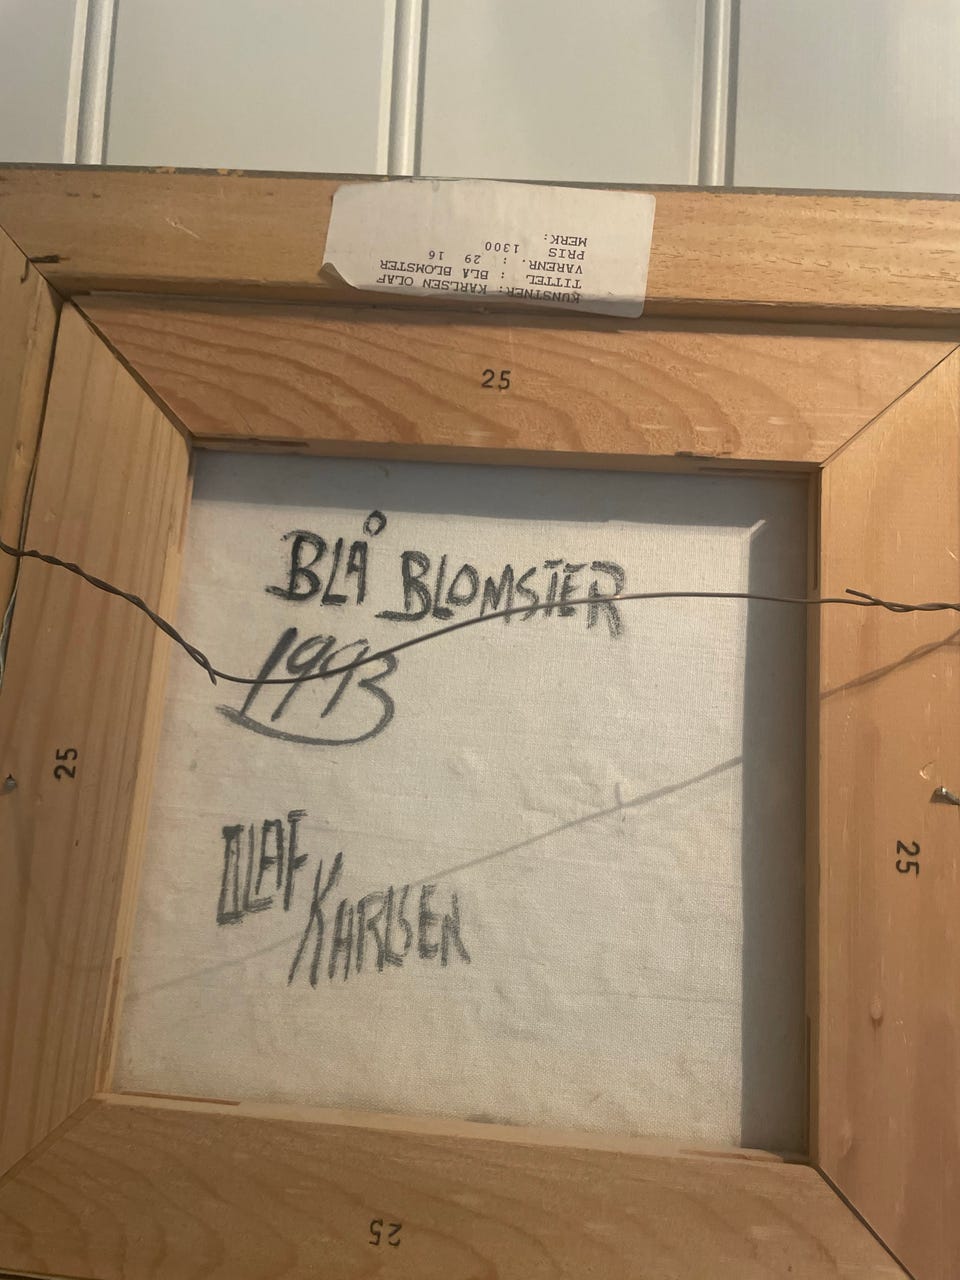 KUNSTNER: KARLSEN OLAF
TITTEL : BLÅ BLOMSTER
VARENR. : 29 16
PRIS 1300
MERK:
25
BLÅ BLOMSTER
1993
25
OLAF
KARLSEN
25
25